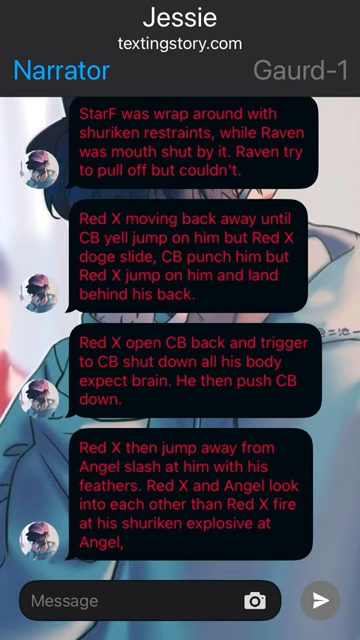 Jessie
textingstory.com
Narrator Gaurd-1
StarF was wrap around with
shuriken restraints, while Raven
was mouth shut by it. Raven try
to pull off but couldn't.
Red X moving back away until
CB yell jump on him but Red X
doge slide, CB punch him but
Red X jump on him and land
behind his back.
Red X open CB back and trigger
to CB shut down all his body
expect brain. He then push CB
down.
Red X then jump away from
Angel slash at him with his
feathers. Red X and Angel look
into each other than Red X fire
at his shuriken explosive at
Angel,
Message